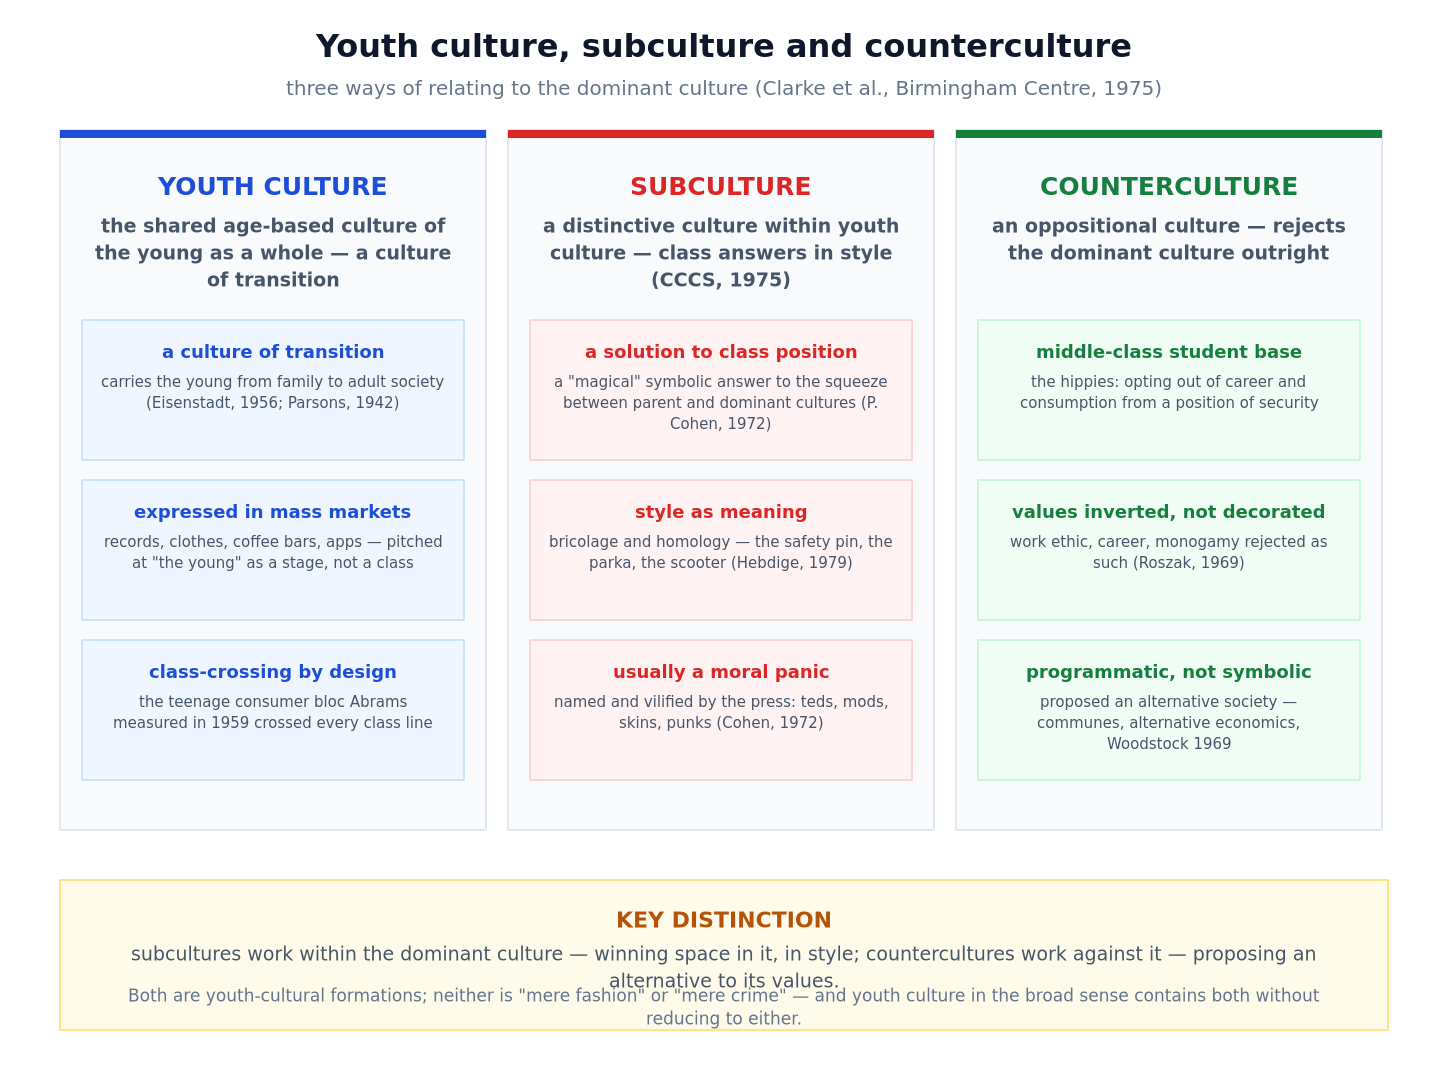 Youth culture, subculture and counterculture
three ways of relating to the dominant culture (Clarke et al., Birmingham Centre, 1975)
YOUTH CULTURE
the shared age-based culture of
the young as a whole — a culture
of transition
a culture of transition
carries the young from family to adult society
(Eisenstadt, 1956; Parsons, 1942)
expressed in mass markets
records, clothes, coffee bars, apps — pitched
at "the young" as a stage, not a class
class-crossing by design
the teenage consumer bloc Abrams
measured in 1959 crossed every class line
SUBCULTURE
a distinctive culture within youth
culture — class answers in style
(CCCS, 1975)
a solution to class position
a "magical" symbolic answer to the squeeze
between parent and dominant cultures (P.
Cohen, 1972)
style as meaning
bricolage and homology — the safety pin, the
parka, the scooter (Hebdige, 1979)
usually a moral panic
named and vilified by the press: teds, mods,
skins, punks (Cohen, 1972)
COUNTERCULTURE
an oppositional culture — rejects
the dominant culture outright
middle-class student base
the hippies: opting out of career and
consumption from a position of security
values inverted, not decorated
work ethic, career, monogamy rejected as
such (Roszak, 1969)
programmatic, not symbolic
proposed an alternative society —
communes, alternative economics,
Woodstock 1969
KEY DISTINCTION
subcultures work within the dominant culture — winning space in it, in style; countercultures work against it — proposing an
alternative to its values.
Both are youth-cultural formations; neither is "mere fashion" or "mere crime" — and youth culture in the broad sense contains both without
reducing to either.